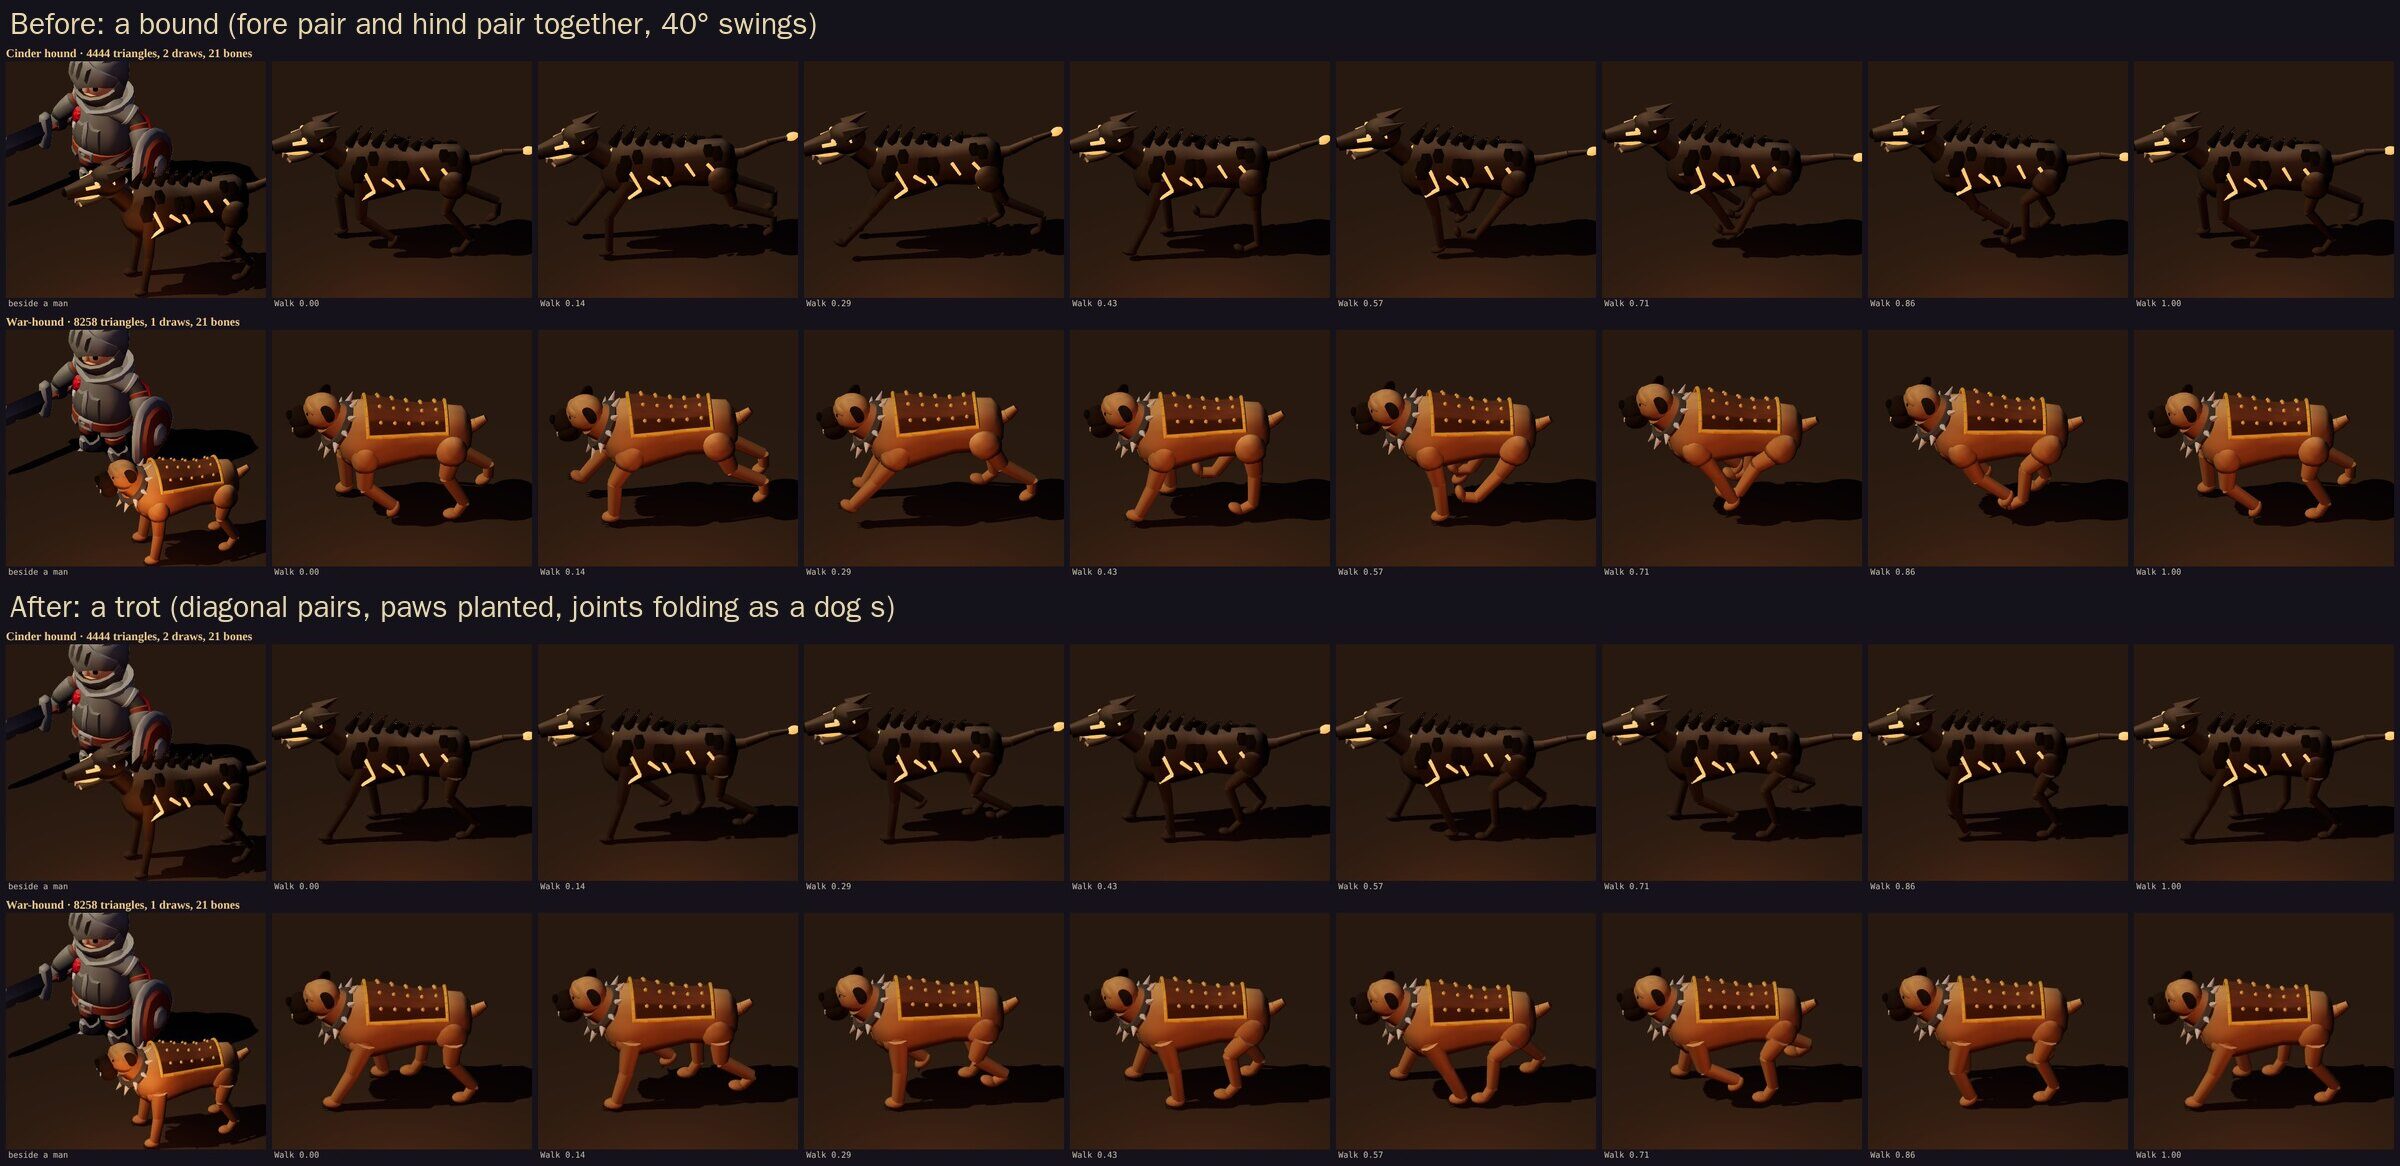 Before: a bound (fore pair and hind pair together, 40° swings)
Cinder hound · 4444 triangles, 2 draws, 21 bones
beside a man Walk 0.00 Walk 0.14 Walk 0.29 Walk 0.43 Walk 0.57 Walk 0.71 Walk 0.86 Walk 1.00
War-hound · 8258 triangles, 1 draws, 21 bones
beside a man Walk 0.00 Walk 0.14 Walk 0.29 Walk 0.43 Walk 0.57 Walk 0.71 Walk 0.86 Walk 1.00
After: a trot (diagonal pairs, paws planted, joints folding as a dog s)
Cinder hound · 4444 triangles, 2 draws, 21 bones
beside a man Walk 0.00 Walk 0.14 Walk 0.29 Walk 0.43 Walk 0.57 Walk 0.71 Walk 0.86 Walk 1.00
War-hound · 8258 triangles, 1 draws, 21 bones
beside a man Walk 0.00 Walk 0.14 Walk 0.29 Walk 0.43 Walk 0.57 Walk 0.71 Walk 0.86 Walk 1.00